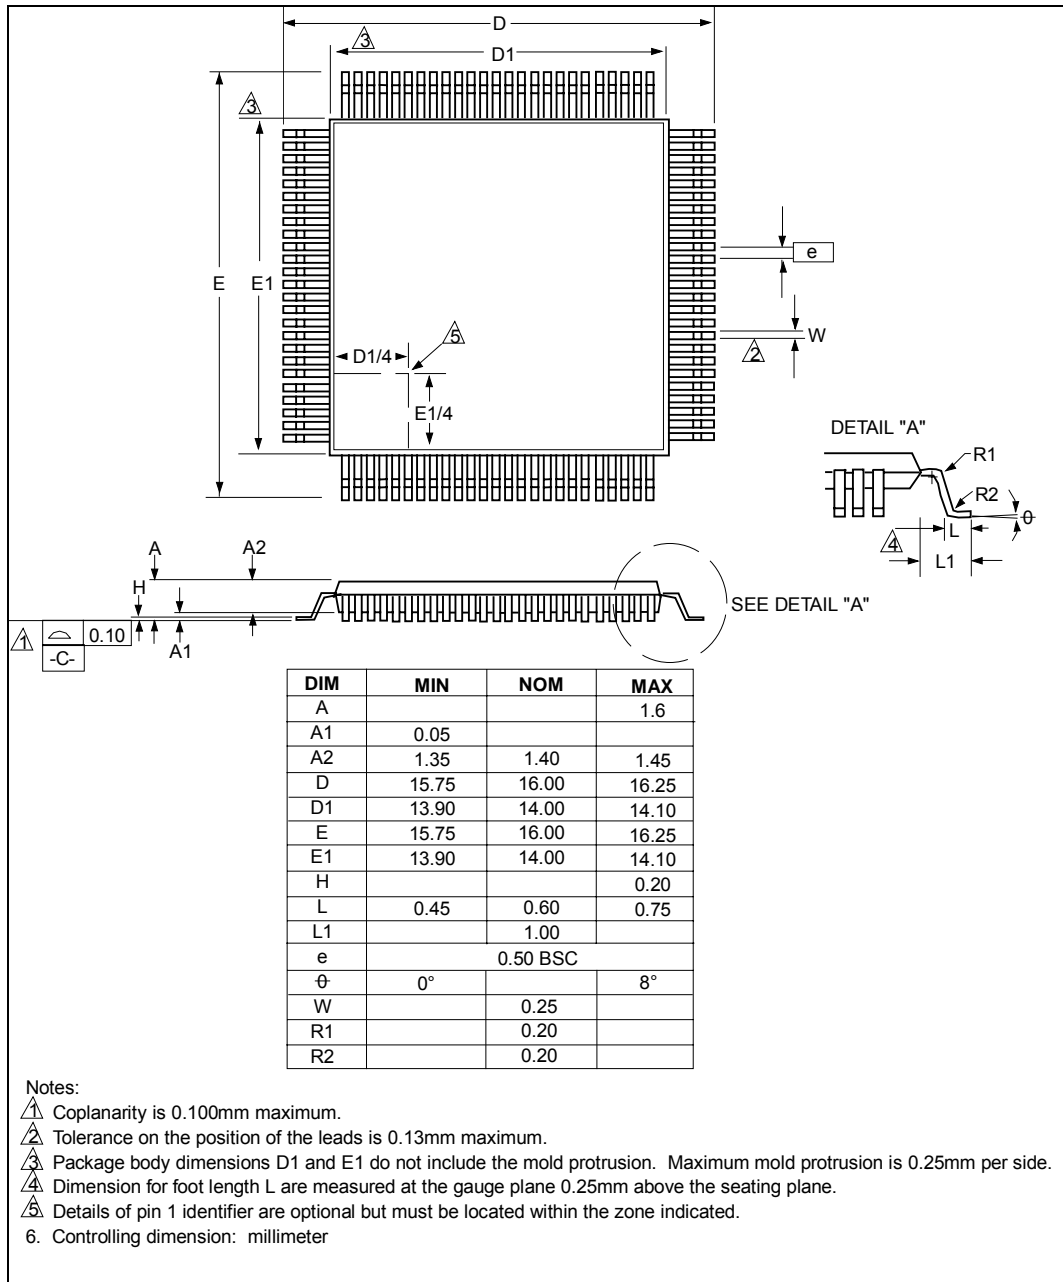 D
3
D1
3
E
E1
e
5
W
2
D1/4
E1/4
DETAIL "A"
R1
R2
θ
L
4
L1
A
A2
H
SEE DETAIL "A"
1
0.10
-C-
A1
DIM MIN NOM MAX
A 1.6
A1 0.05
A2 1.35 1.40 1.45
D 15.75 16.00 16.25
D1 13.90 14.00 14.10
E 15.75 16.00 16.25
E1 13.90 14.00 14.10
H 0.20
L 0.45 0.60 0.75
L1 1.00
e 0.50 BSC
θ 0° 8°
W 0.25
R1 0.20
R2 0.20
Notes:
1 Coplanarity is 0.100mm maximum.
2 Tolerance on the position of the leads is 0.13mm maximum.
3 Package body dimensions D1 and E1 do not include the mold protrusion. Maximum mold protrusion is 0.25mm per side.
4 Dimension for foot length L are measured at the gauge plane 0.25mm above the seating plane.
5 Details of pin 1 identifier are optional but must be located within the zone indicated.
6. Controlling dimension: millimeter